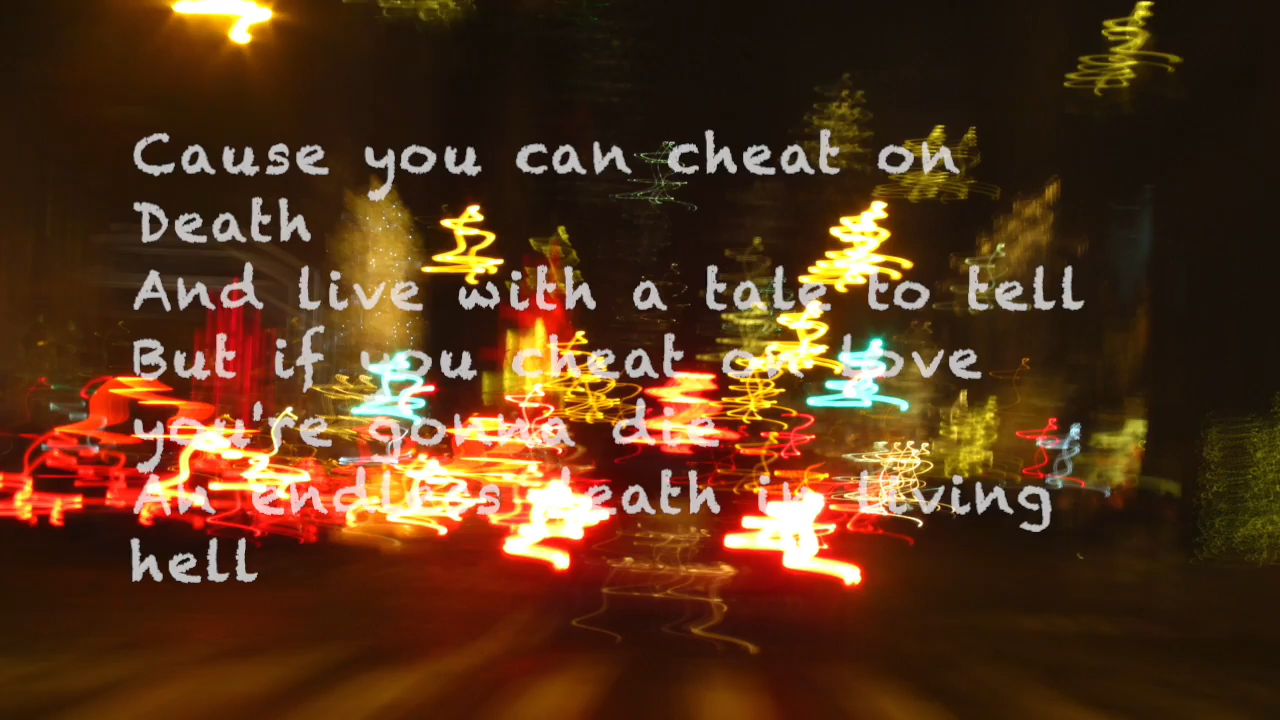 Cause you can cheat on
Death
And live with a tale to tell
But if you cheat on Love
you're gonna die
An endless death in living
hell